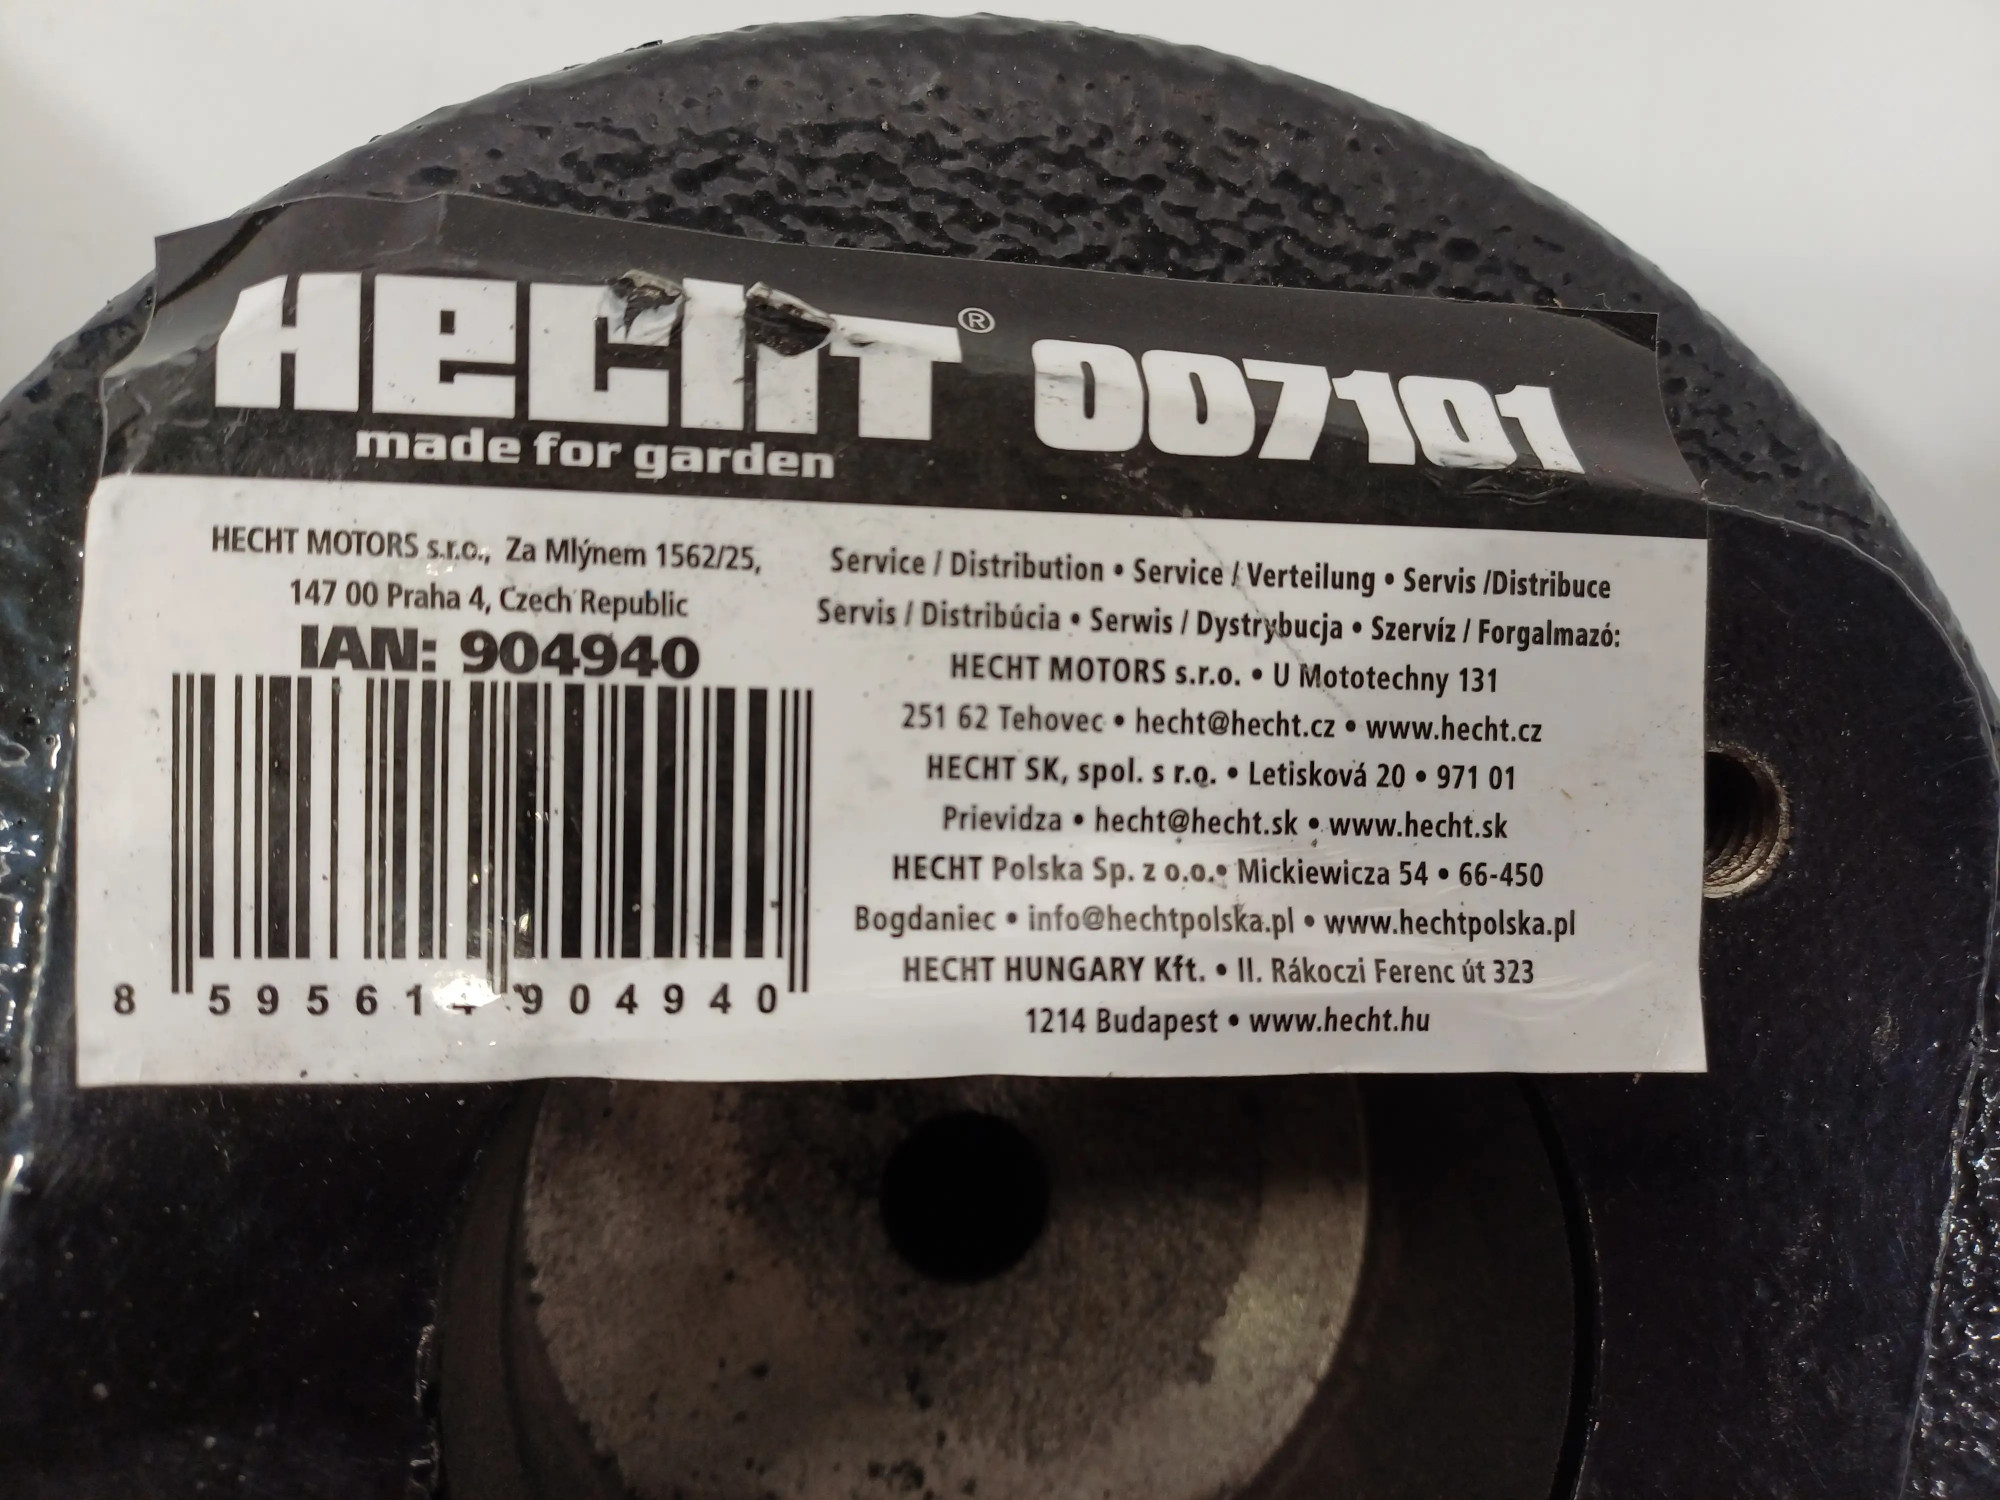 HECHT® 007101
made for garden
HECHT MOTORS s.r.o., Za Mlýnem 1562/25,
147 00 Praha 4, Czech Republic
IAN: 904940
8 595614 904940
Service / Distribution • Service / Verteilung • Servis /Distribuce
Servis / Distribúcia • Serwis / Dystrybucja • Szervíz / Forgalmazó:
HECHT MOTORS s.r.o. • U Mototechny 131
251 62 Tehovec • hecht@hecht.cz • www.hecht.cz
HECHT SK, spol. s r.o. • Letisková 20 • 971 01
Prievidza • hecht@hecht.sk • www.hecht.sk
HECHT Polska Sp. z o.o.• Mickiewicza 54 • 66-450
Bogdaniec • info@hechtpolska.pl • www.hechtpolska.pl
HECHT HUNGARY Kft. • II. Rákoczi Ferenc út 323
1214 Budapest • www.hecht.hu